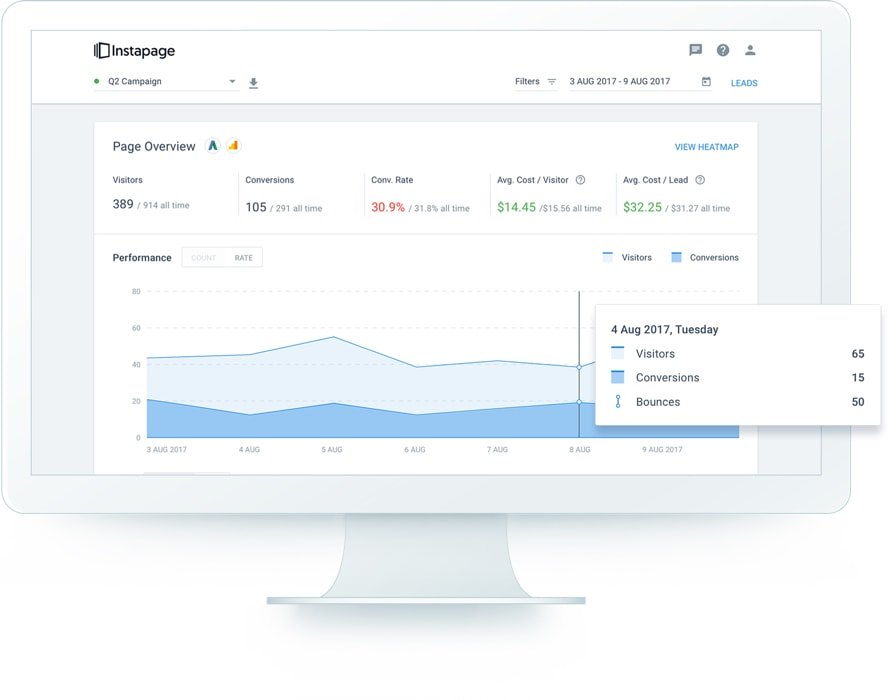 Instapage
Q2 Campaign
Filters 3 AUG 2017 - 9 AUG 2017 LEADS
Page Overview VIEW HEATMAP
Visitors Conversions Conv. Rate Avg. Cost / Visitor Avg. Cost / Lead
389 / 914 all time 105 / 291 all time 30.9% / 31.8% all time $14.45 /$15.56 all time $32.25 / $31.27 all time
Performance COUNT RATE Visitors Conversions
80
60
40
20
0
3 AUG 2017 4 AUG 5 AUG 6 AUG 7 AUG 8 AUG 9 AUG 2017
4 Aug 2017, Tuesday
Visitors 65
Conversions 15
Bounces 50